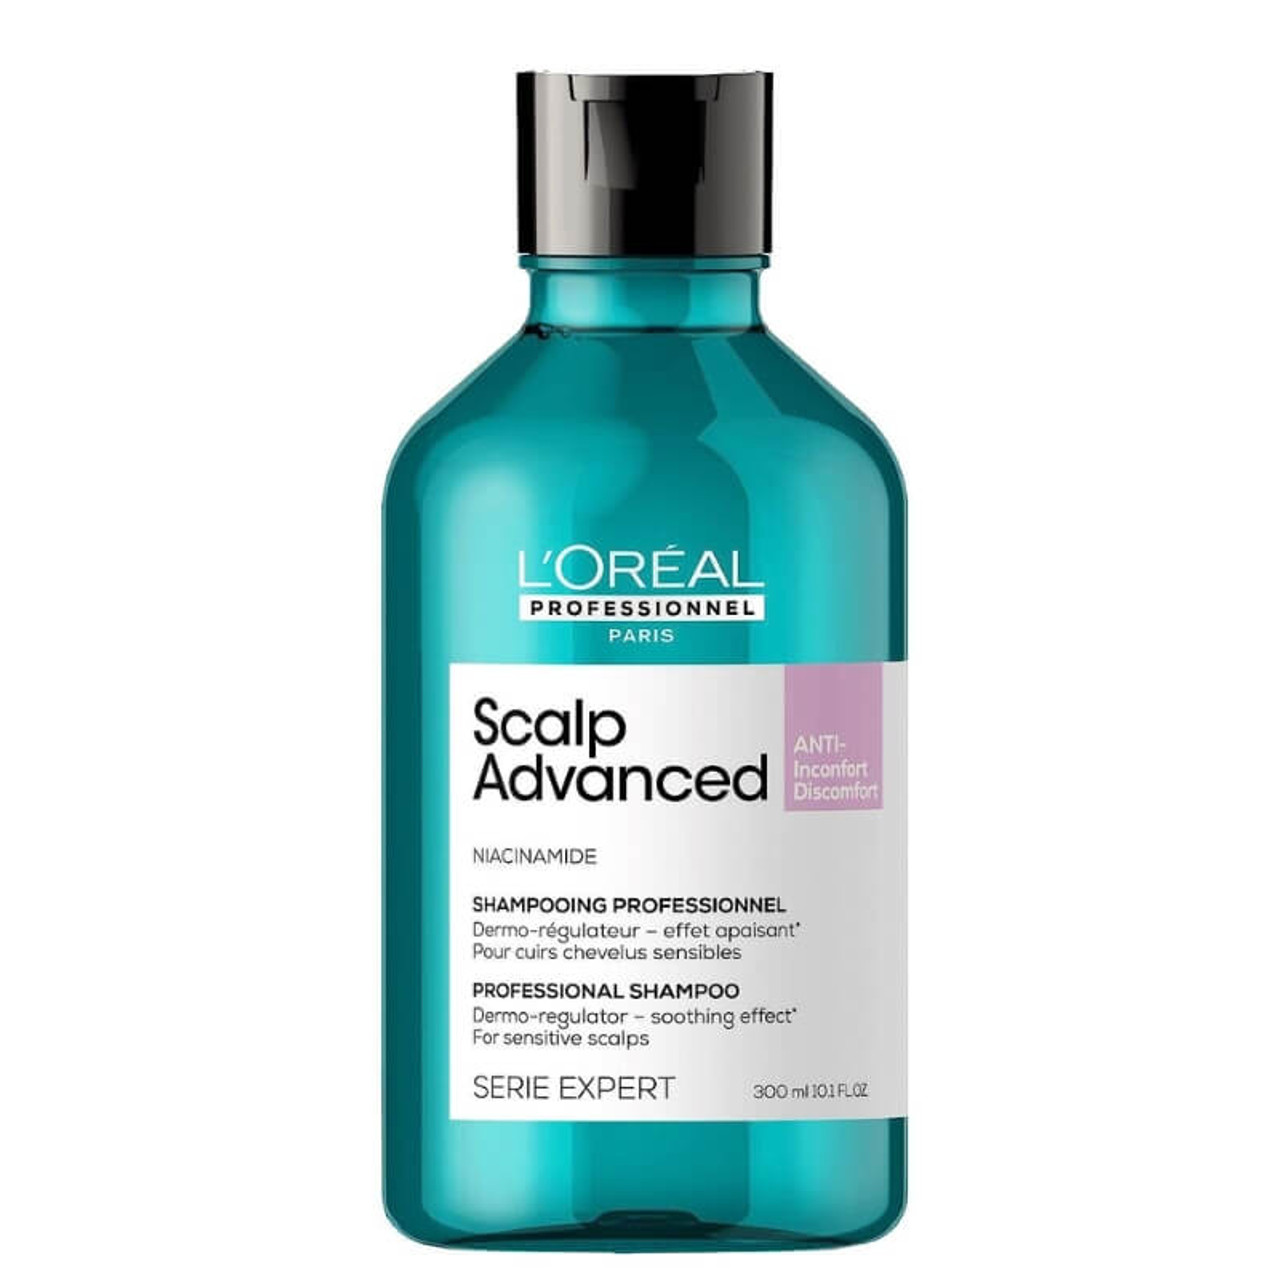 L'ORÉAL
PROFESSIONNEL
PARIS
Scalp
Advanced
ANTI-
Inconfort
Discomfort
NIACINAMIDE
SHAMPOOING PROFESSIONNEL
Dermo-régulateur – effet apaisant*
Pour cuirs chevelus sensibles
PROFESSIONAL SHAMPOO
Dermo-regulator – soothing effect*
For sensitive scalps
SERIE EXPERT
300 ml 10.1 FL.OZ